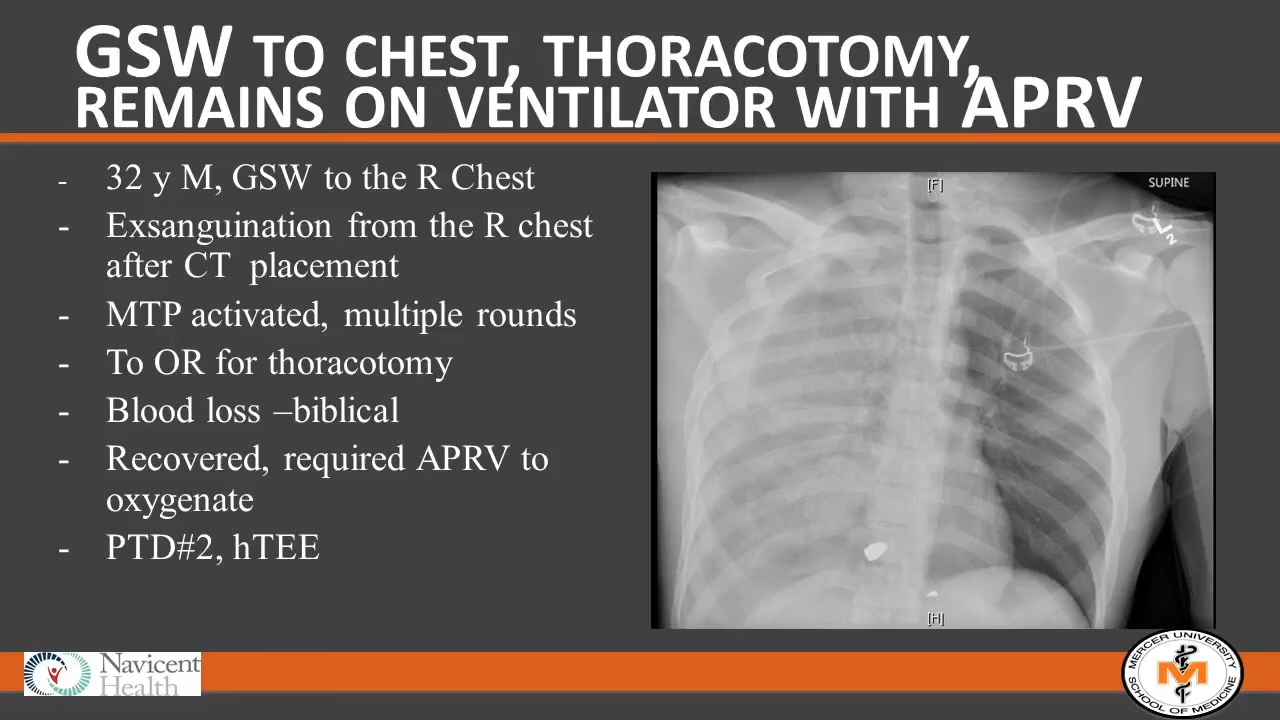 GSW TO CHEST, THORACOTOMY,
REMAINS ON VENTILATOR WITH APRV
- 32 y M, GSW to the R Chest
- Exsanguination from the R chest
after CT placement
- MTP activated, multiple rounds
- To OR for thoracotomy
- Blood loss –biblical
- Recovered, required APRV to
oxygenate
- PTD#2, hTEE
[F]
SUPINE
L2
[H]
Navicent
Health
MERCER UNIVERSITY
M
SCHOOL OF MEDICINE